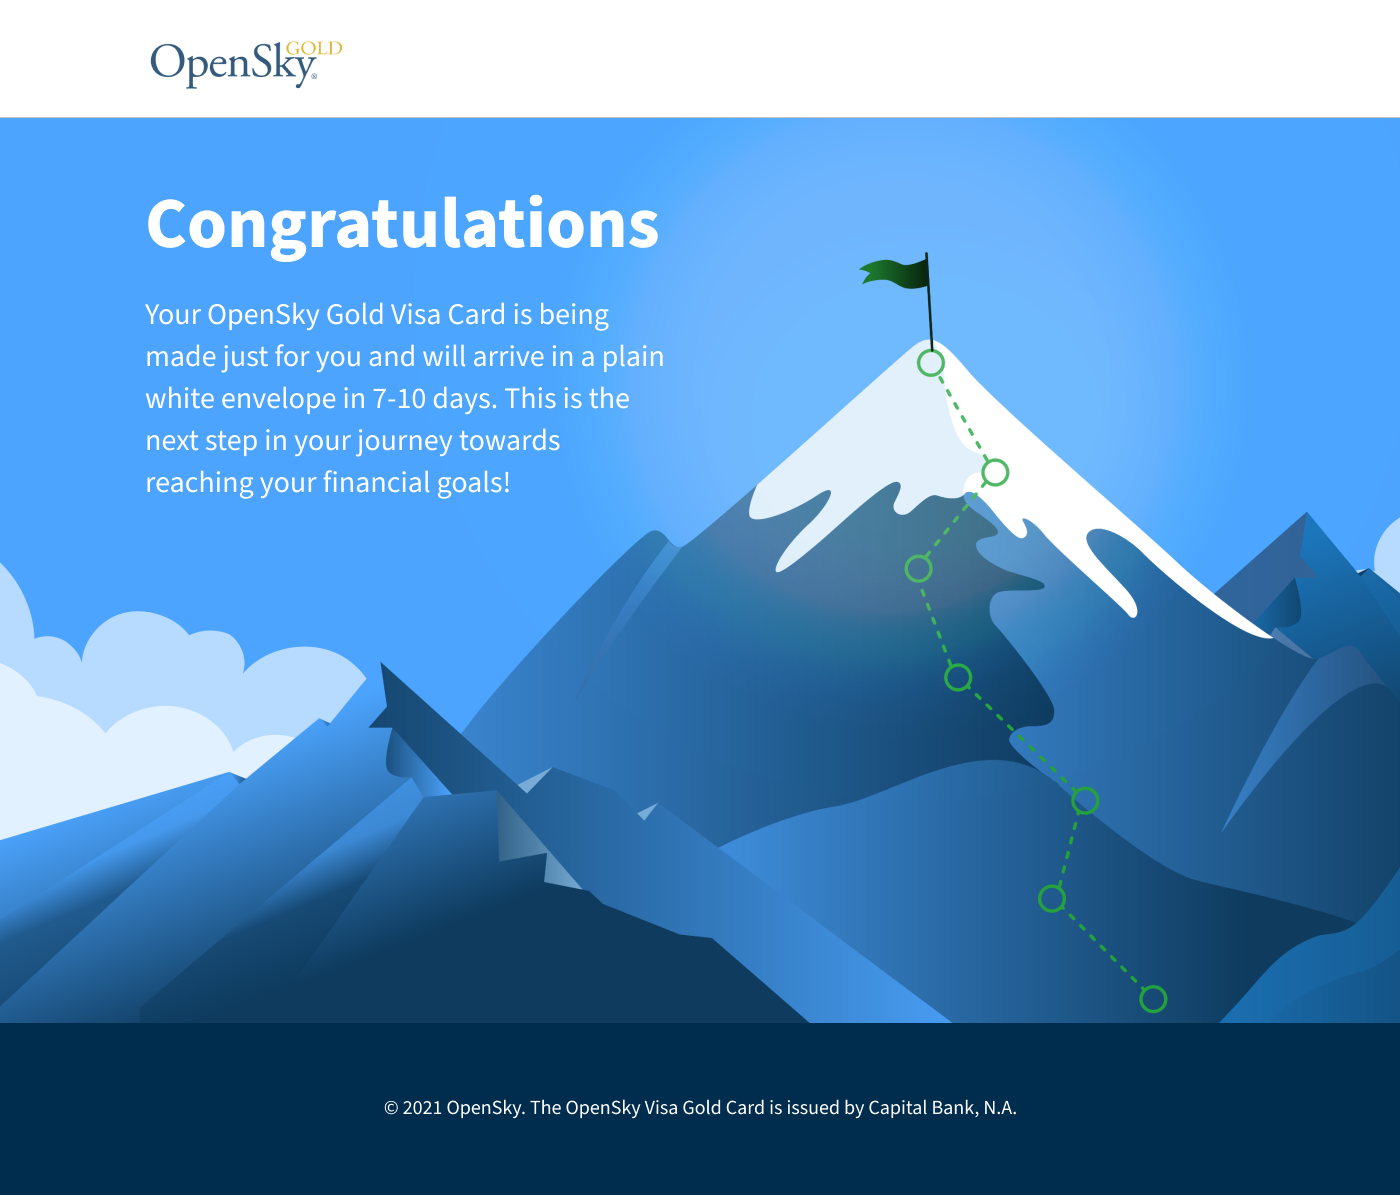 OpenSky GOLD®
Congratulations
Your OpenSky Gold Visa Card is being
made just for you and will arrive in a plain
white envelope in 7-10 days. This is the
next step in your journey towards
reaching your financial goals!
© 2021 OpenSky. The OpenSky Visa Gold Card is issued by Capital Bank, N.A.